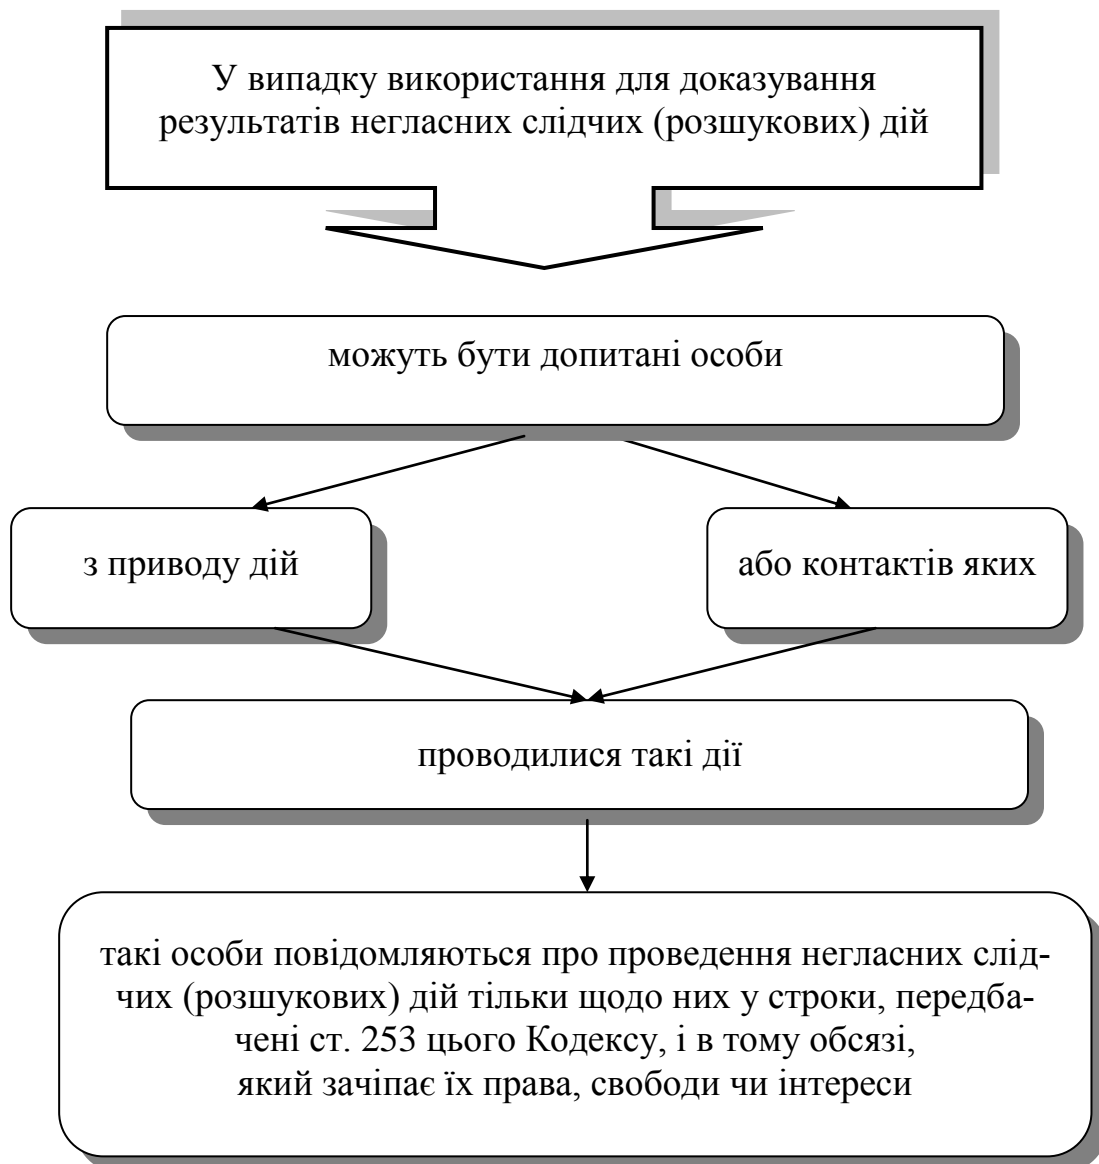 У випадку використання для доказування
результатів негласних слідчих (розшукових) дій
можуть бути допитані особи
з приводу дій
або контактів яких
проводилися такі дії
такі особи повідомляються про проведення негласних слід-
чих (розшукових) дій тільки щодо них у строки, передба-
чені ст. 253 цього Кодексу, і в тому обсязі,
який зачіпає їх права, свободи чи інтереси